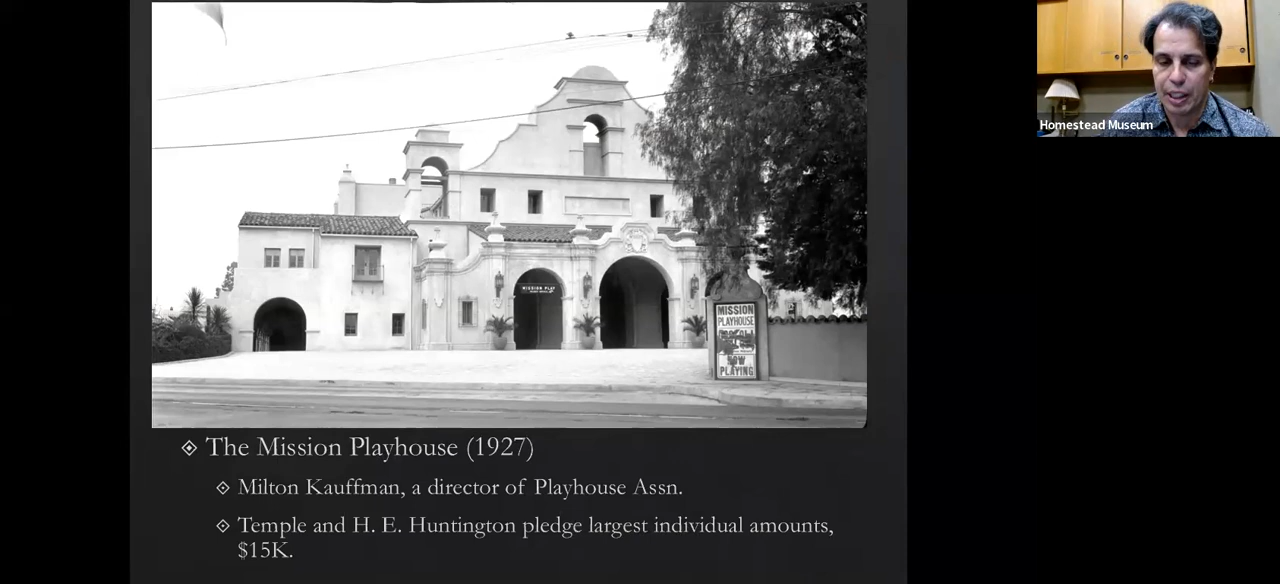 MISSION PLAY
MISSION
PLAYHOUSE
NOW
PLAYING
The Mission Playhouse (1927)
Milton Kauffman, a director of Playhouse Assn.
Temple and H. E. Huntington pledge largest individual amounts,
$15K.
Homestead Museum